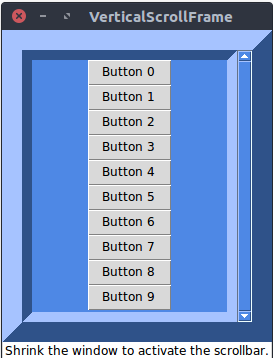 VerticalScrollFrame
Button 0
Button 1
Button 2
Button 3
Button 4
Button 5
Button 6
Button 7
Button 8
Button 9
Shrink the window to activate the scrollbar.